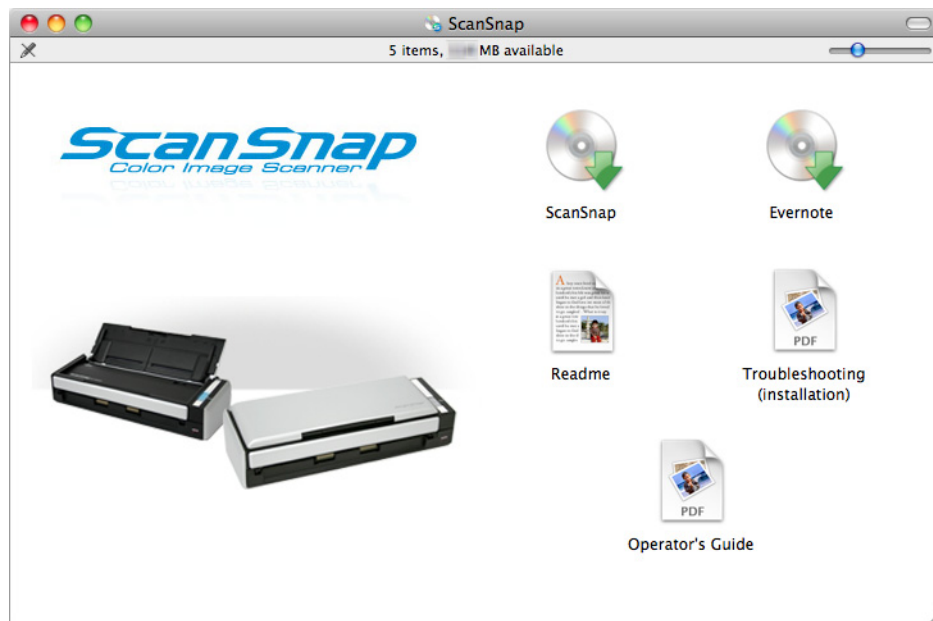 ScanSnap
5 items, MB available
ScanSnap
Color Image Scanner
ScanSnap
Evernote
Readme
PDF
Troubleshooting
(installation)
PDF
Operator's Guide